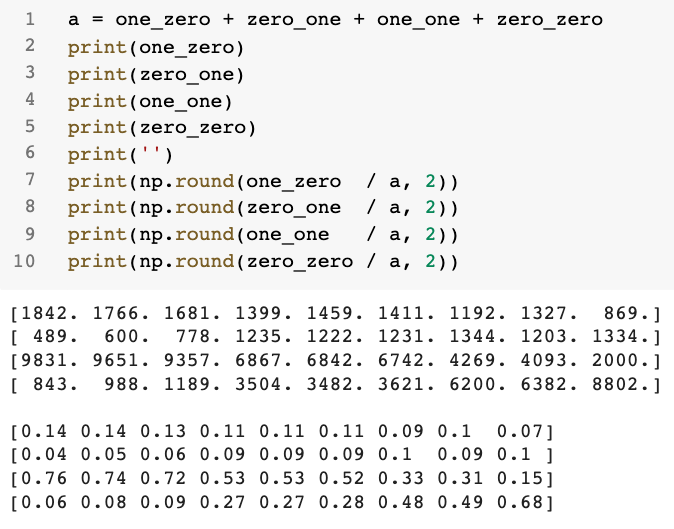 1 a = one_zero + zero_one + one_one + zero_zero
2 print(one_zero)
3 print(zero_one)
4 print(one_one)
5 print(zero_zero)
6 print('')
7 print(np.round(one_zero  / a, 2))
8 print(np.round(zero_one  / a, 2))
9 print(np.round(one_one   / a, 2))
10 print(np.round(zero_zero / a, 2))
[1842. 1766. 1681. 1399. 1459. 1411. 1192. 1327.  869.]
[ 489.  600.  778. 1235. 1222. 1231. 1344. 1203. 1334.]
[9831. 9651. 9357. 6867. 6842. 6742. 4269. 4093. 2000.]
[ 843.  988. 1189. 3504. 3482. 3621. 6200. 6382. 8802.]
[0.14 0.14 0.13 0.11 0.11 0.11 0.09 0.1  0.07]
[0.04 0.05 0.06 0.09 0.09 0.09 0.1  0.09 0.1 ]
[0.76 0.74 0.72 0.53 0.53 0.52 0.33 0.31 0.15]
[0.06 0.08 0.09 0.27 0.27 0.28 0.48 0.49 0.68]